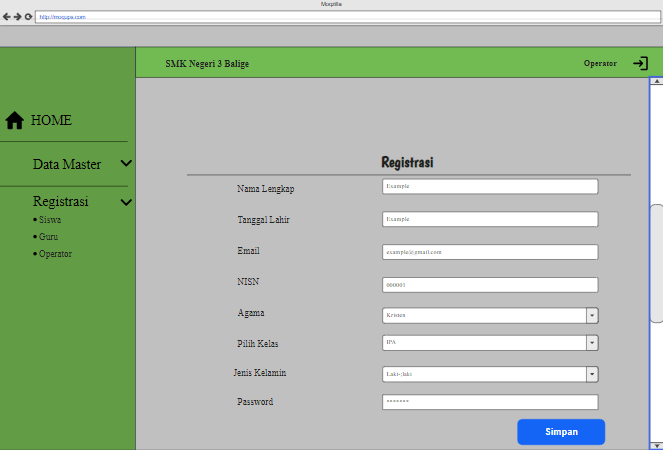 Mozzilla
http://moqups.com
SMK Negeri 3 Balige
Operator
HOME
Data Master
Registrasi
Siswa
Guru
Operator
Registrasi
Nama Lengkap
Example
Tanggal Lahir
Example
Email
example@gmail.com
NISN
000001
Agama
Kristen
Pilih Kelas
IPA
Jenis Kelamin
Laki-;laki
Password
*******
Simpan